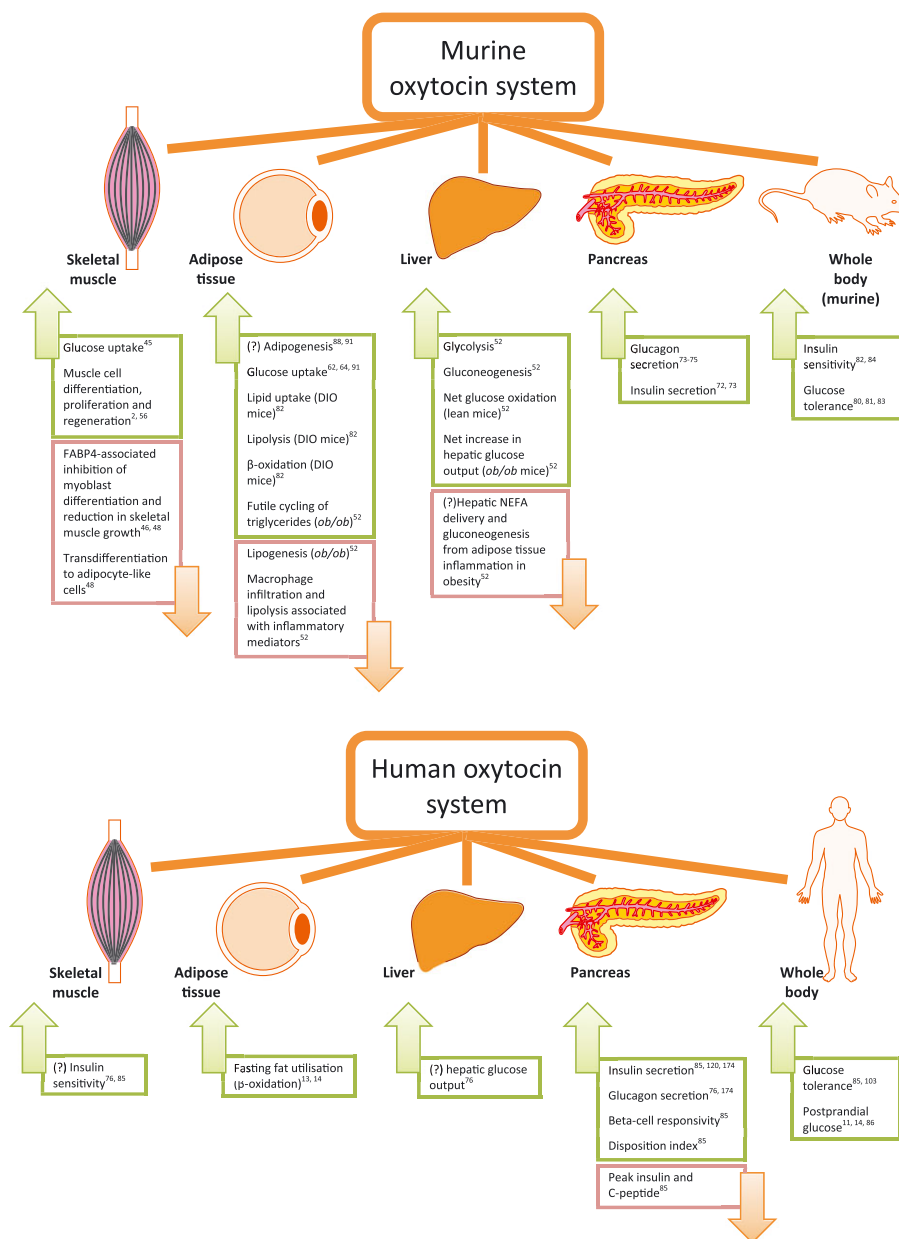 Murine
oxytocin system
Skeletal
muscle
Adipose
tissue
Liver
Pancreas
Whole
body
(murine)
Glucose uptake45
Muscle cell
differentiation,
proliferation and
regeneration2, 56
FABP4-associated
inhibition of
myoblast
differentiation and
reduction in skeletal
muscle growth46, 48
Transdifferentiation
to adipocyte-like
cells48
(?) Adipogenesis88, 91
Glucose uptake62, 64, 91
Lipid uptake (DIO
mice)82
Lipolysis (DIO mice)82
β-oxidation (DIO
mice)82
Futile cycling of
triglycerides (ob/ob)52
Lipogenesis (ob/ob)52
Macrophage
infiltration and
lipolysis associated
with inflammatory
mediators52
Glycolysis52
Gluconeogenesis52
Net glucose oxidation
(lean mice)52
Net increase in
hepatic glucose
output (ob/ob mice)52
(?)Hepatic NEFA
delivery and
gluconeogenesis
from adipose tissue
inflammation in
obesity52
Glucagon
secretion73-75
Insulin secretion72, 73
Insulin
sensitivity82, 84
Glucose
tolerance80, 81, 83
Human oxytocin
system
Skeletal
muscle
Adipose
tissue
Liver
Pancreas
Whole
body
(?) Insulin
sensitivity76, 85
Fasting fat utilisation
(β-oxidation)13, 14
(?) hepatic glucose
output76
Insulin secretion85, 120, 174
Glucagon secretion76, 174
Beta-cell responsivity85
Disposition index85
Peak insulin and
C-peptide85
Glucose
tolerance85, 103
Postprandial
glucose11, 14, 86